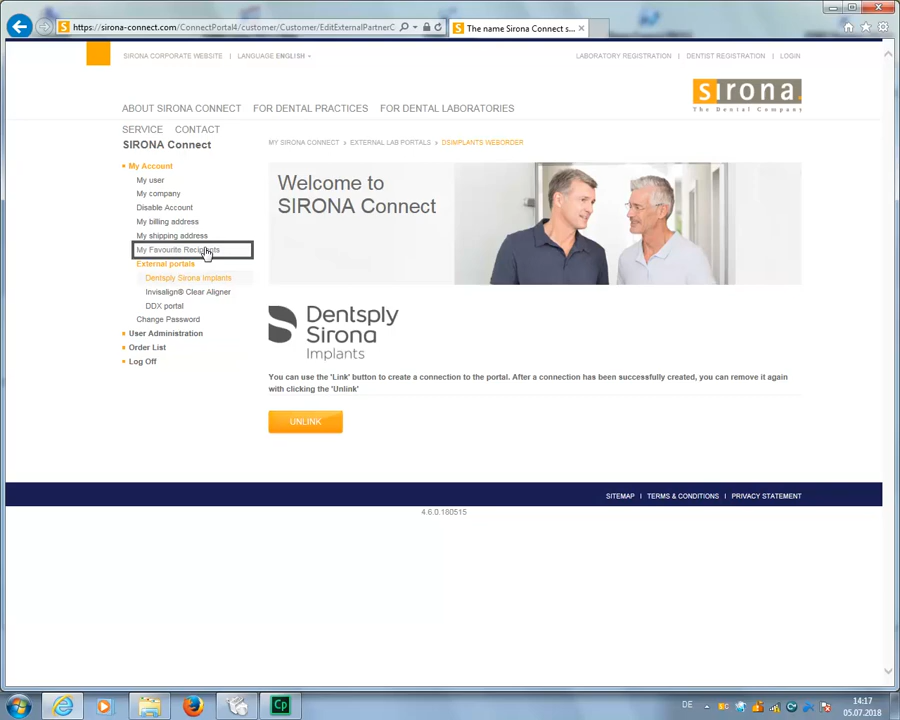 https://sirona-connect.com/ConnectPortal4/customer/Customer/EditExternalPartnerC
The name Sirona Connect s...
SIRONA CORPORATE WEBSITE | LANGUAGE ENGLISH
LABORATORY REGISTRATION | DENTIST REGISTRATION | LOGIN
sirona.
The Dental Company
ABOUT SIRONA CONNECT FOR DENTAL PRACTICES FOR DENTAL LABORATORIES
SERVICE CONTACT
SIRONA Connect
MY SIRONA CONNECT > EXTERNAL LAB PORTALS > DSIMPLANTS WEBORDER
My Account
My user
My company
Disable Account
My billing address
My shipping address
My Favourite Recipients
External portals
Dentsply Sirona Implants
Invisalign® Clear Aligner
DDX portal
Change Password
User Administration
Order List
Log Off
Welcome to
SIRONA Connect
Dentsply
Sirona
Implants
You can use the 'Link' button to create a connection to the portal. After a connection has been successfully created, you can remove it again
with clicking the 'Unlink'
UNLINK
SITEMAP | TERMS & CONDITIONS | PRIVACY STATEMENT
4.6.0.180515
Cp
DE
14:17
05.07.2018